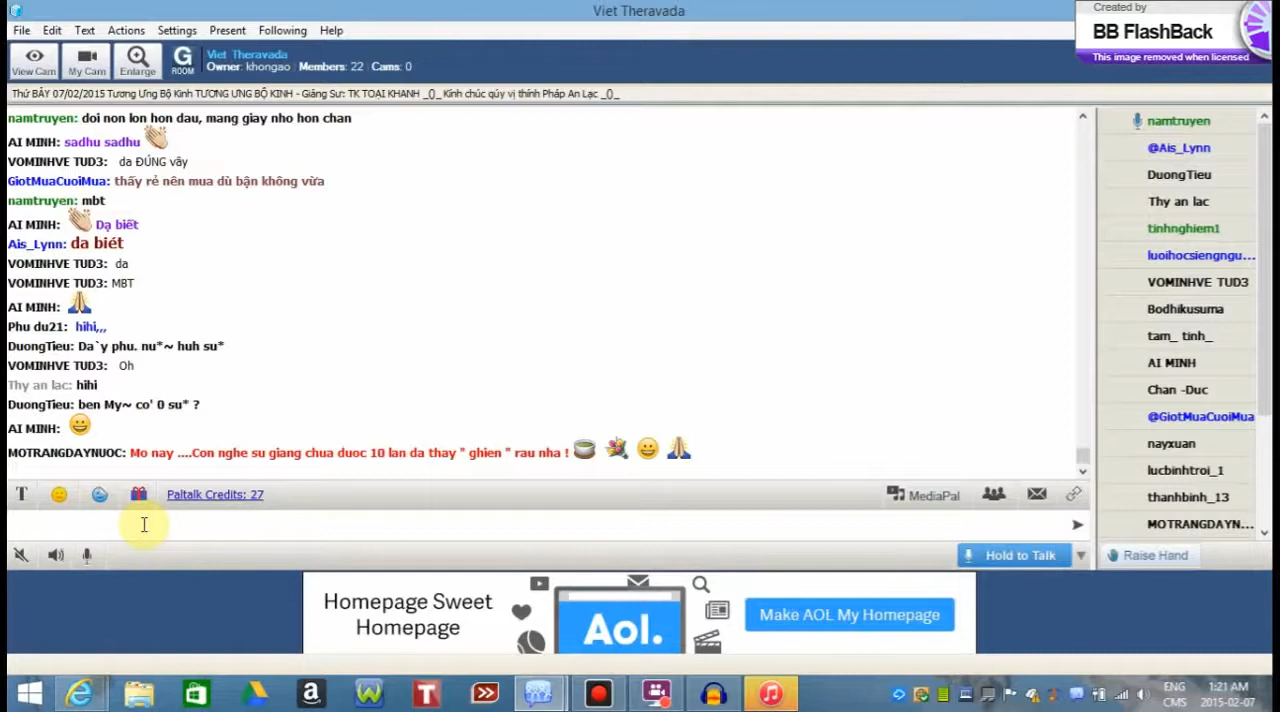 Viet Theravada
Created by
BB FlashBack
This image removed when licensed
File Edit Text Actions Settings Present Following Help
View Cam My Cam Enlarge G ROOM
Viet Theravada
Owner: khongao Members: 22 Cams: 0
Thứ BẢY 07/02/2015 Tương Ưng Bộ Kinh TƯƠNG ƯNG BỘ KINH - Giảng Sư: TK TOẠI KHANH _()_ Kính chúc qúy vị thính Pháp An Lạc _()_
namtruyen: doi non lon hon dau, mang giay nho hon chan
AI MINH: sadhu sadhu
VOMINHVE TUD3: da ĐÚNG vây
GiotMuaCuoiMua: thấy rẻ nên mua dù bận không vừa
namtruyen: mbt
AI MINH: Dạ biết
Ais_Lynn: da biét
VOMINHVE TUD3: da
VOMINHVE TUD3: MBT
AI MINH:
Phu du21: hihi,,,
DuongTieu: Da`y phu. nu*~ huh su*
VOMINHVE TUD3: Oh
Thy an lac: hihi
DuongTieu: ben My~ co' 0 su* ?
AI MINH:
MOTRANGDAYNUOC: Mo nay ....Con nghe su giang chua duoc 10 lan da thay " ghien " rau nha !
namtruyen
@Ais_Lynn
DuongTieu
Thy an lac
tinhnghiem1
luoihocsiengngu...
VOMINHVE TUD3
Bodhikusuma
tam_ tinh_
AI MINH
Chan -Duc
@GiotMuaCuoiMua
nayxuan
lucbinhtroi_1
thanhbinh_13
MOTRANGDAYN...
T Paltalk Credits: 27 MediaPal
Hold to Talk Raise Hand
Homepage Sweet
Homepage
Aol.
Make AOL My Homepage
ENG 1:21 AM
CMS 2015-02-07